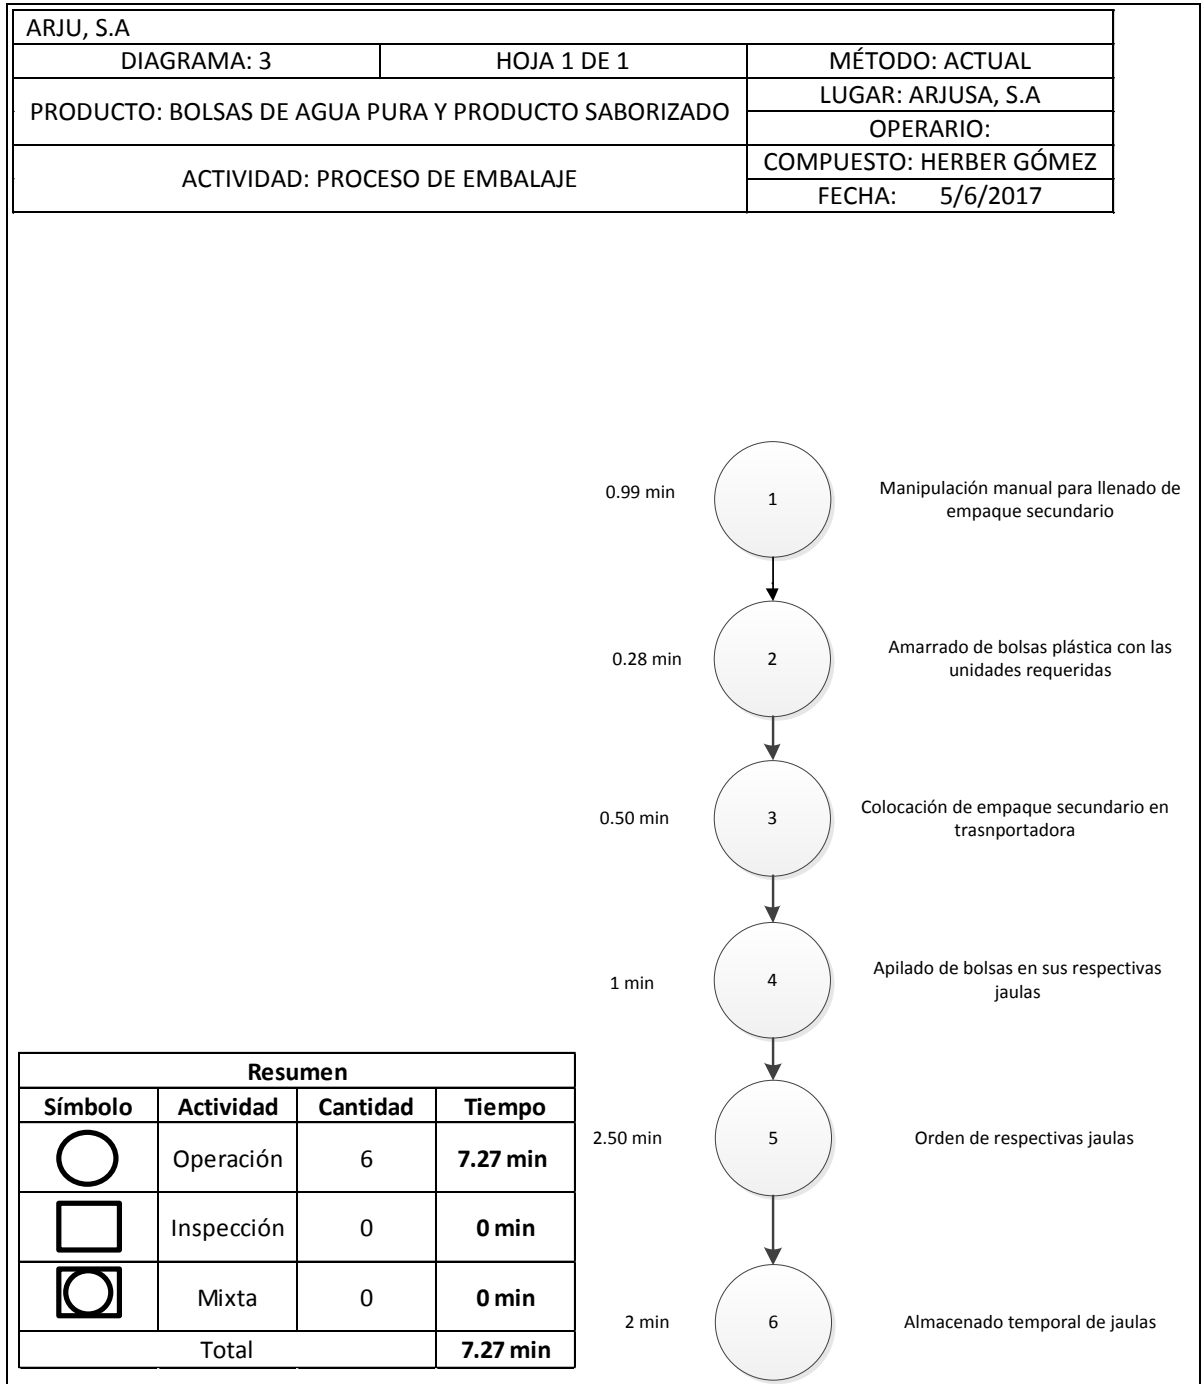 ARJU, S.A
DIAGRAMA: 3
HOJA 1 DE 1
MÉTODO: ACTUAL
PRODUCTO: BOLSAS DE AGUA PURA Y PRODUCTO SABORIZADO
LUGAR: ARJUSA, S.A
OPERARIO:
ACTIVIDAD: PROCESO DE EMBALAJE
COMPUESTO: HERBER GÓMEZ
FECHA: 5/6/2017
0.99 min
1
Manipulación manual para llenado de
empaque secundario
0.28 min
2
Amarrado de bolsas plástica con las
unidades requeridas
0.50 min
3
Colocación de empaque secundario en
trasnportadora
1 min
4
Apilado de bolsas en sus respectivas
jaulas
2.50 min
5
Orden de respectivas jaulas
2 min
6
Almacenado temporal de jaulas
Resumen
Símbolo Actividad Cantidad Tiempo
Operación 6 7.27 min
Inspección 0 0 min
Mixta 0 0 min
Total 7.27 min